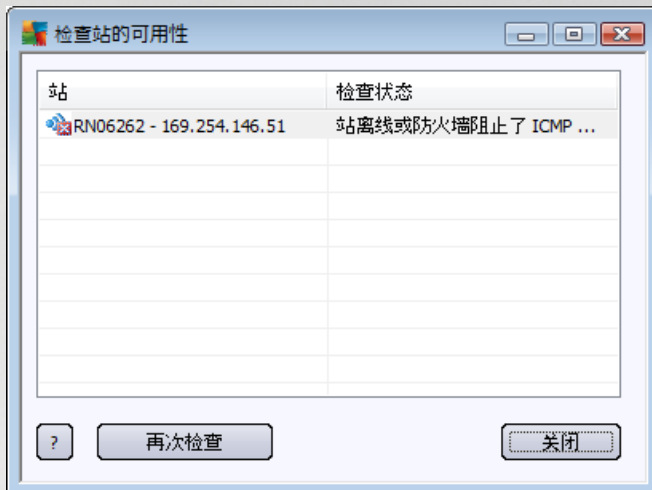 检查站的可用性
站 检查状态
RN06262 - 169.254.146.51 站离线或防火墙阻止了 ICMP ...
? 再次检查 关闭